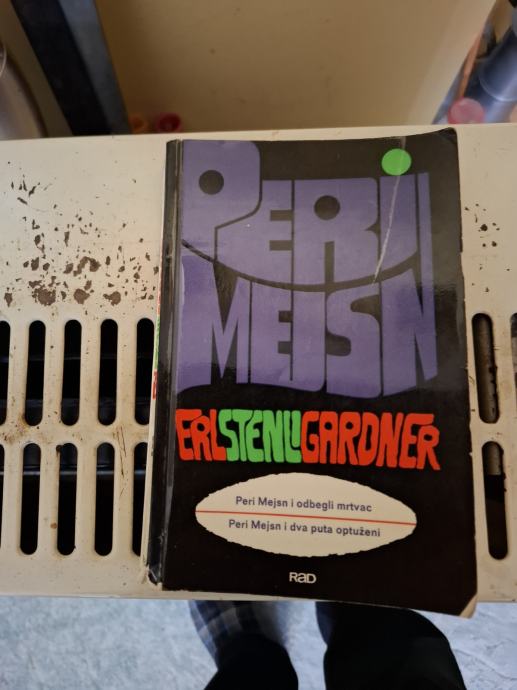 PERI
MEJSN
ERL STENLI GARDNER
Peri Mejsn i odbegli mrtvac
Peri Mejsn i dva puta optuženi
RAD